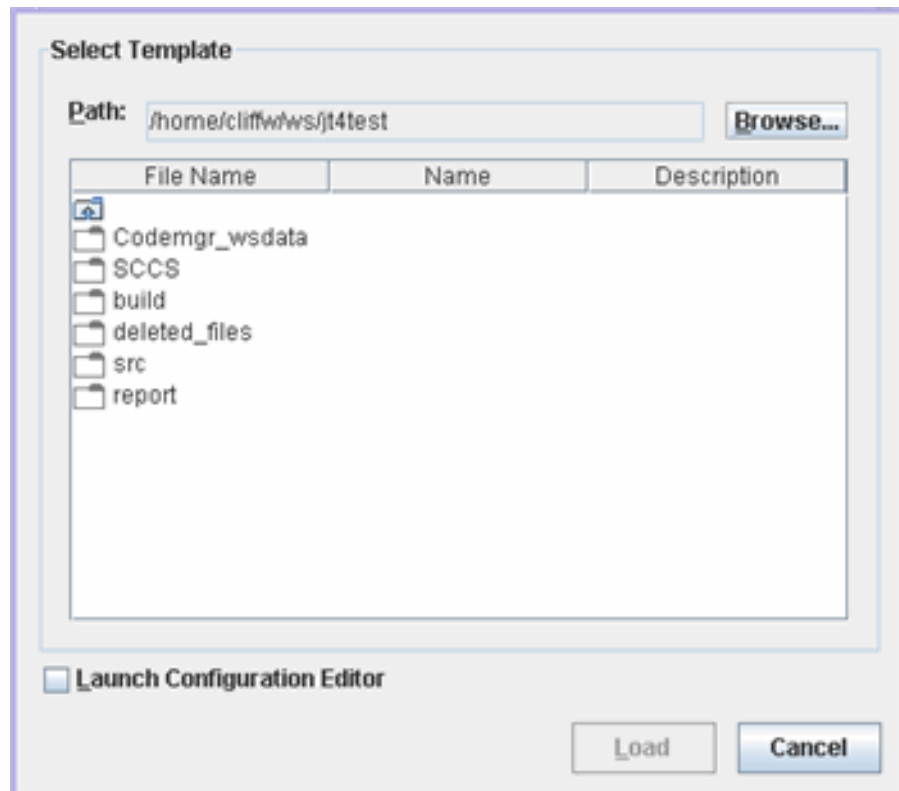 Select Template
Path: /home/cliffw/ws/jt4test Browse...
File Name Name Description
Codemgr_wsdata
SCCS
build
deleted_files
src
report
Launch Configuration Editor
Load Cancel